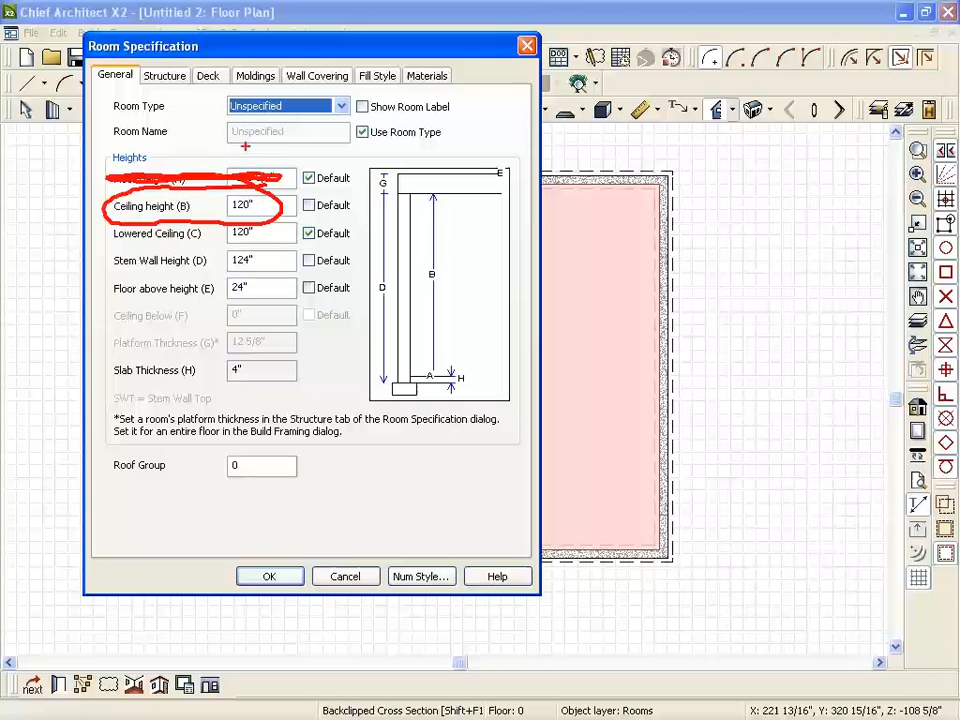 Chief Architect X2 - [Untitled 2: Floor Plan]
File
Room Specification
General Structure Deck Moldings Wall Covering Fill Style Materials
Room Type Unspecified Show Room Label
Room Name Unspecified Use Room Type
Heights
Default
Ceiling height (B) 120" Default
Lowered Ceiling (C) 120" Default
Stem Wall Height (D) 124" Default
Floor above height (E) 24" Default
Ceiling Below (F) 0" Default
Platform Thickness (G)* 12 5/8"
Slab Thickness (H) 4"
SWT = Stem Wall Top
G E
D B
A H
*Set a room's platform thickness in the Structure tab of the Room Specification dialog.
Set it for an entire floor in the Build Framing dialog.
Roof Group 0
OK Cancel Num Style... Help
next
Backclipped Cross Section [Shift+F1 Floor: 0 Object layer: Rooms X: 221 13/16", Y: 320 15/16", Z: -108 5/8"